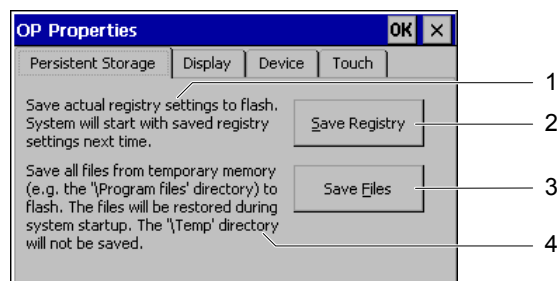 OP Properties OK ×
Persistent Storage Display Device Touch
1
Save actual registry settings to flash.
System will start with saved registry
settings next time.
Save Registry
2
Save all files from temporary memory
(e.g. the '\Program files' directory) to
flash. The files will be restored during
system startup. The '\Temp' directory
will not be saved.
Save Files
3
4